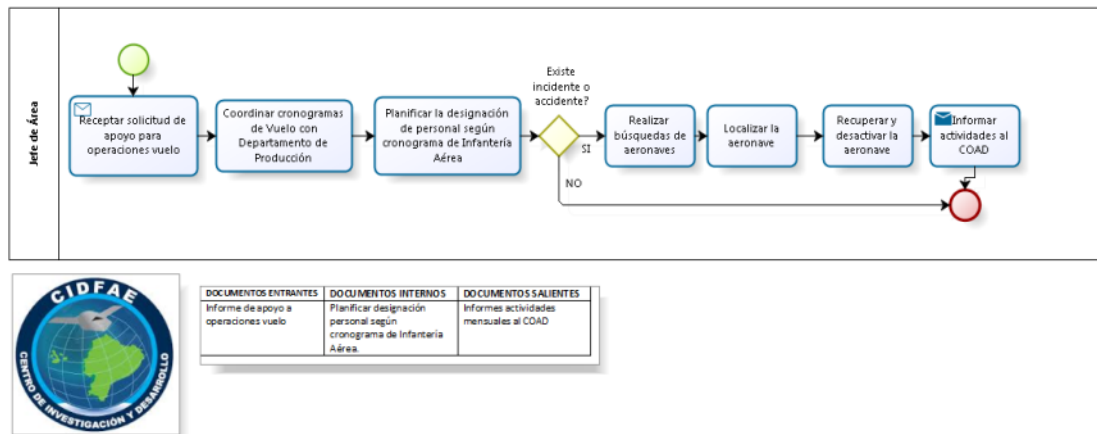 Jefe de Área
Receptar solicitud de
apoyo para
operaciones vuelo
Coordinar cronogramas
de Vuelo con
Departamento de
Producción
Planificar la designación
de personal según
cronograma de Infantería
Aérea
Existe
incidente o
accidente?
SI
NO
Realizar
búsquedas de
aeronaves
Localizar la
aeronave
Recuperar y
desactivar la
aeronave
Informar
actividades al
COAD
CIDFAE
CENTRO DE INVESTIGACIÓN Y DESARROLLO
DOCUMENTOS ENTRANTES DOCUMENTOS INTERNOS DOCUMENTOS SALIENTES
Informe de apoyo a
operaciones vuelo
Planificar designación
personal según
cronograma de Infantería
Aérea.
Informes actividades
mensuales al COAD